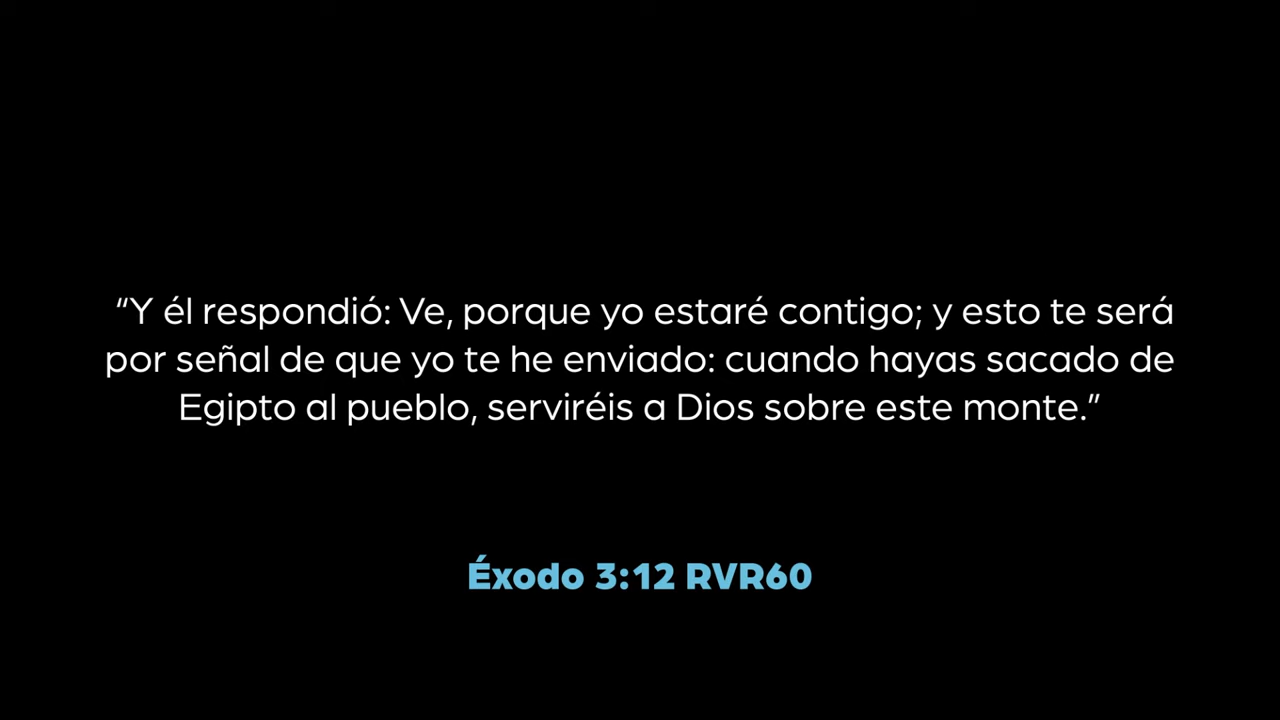 “Y él respondió: Ve, porque yo estaré contigo; y esto te será
por señal de que yo te he enviado: cuando hayas sacado de
Egipto al pueblo, serviréis a Dios sobre este monte.”
Éxodo 3:12 RVR60